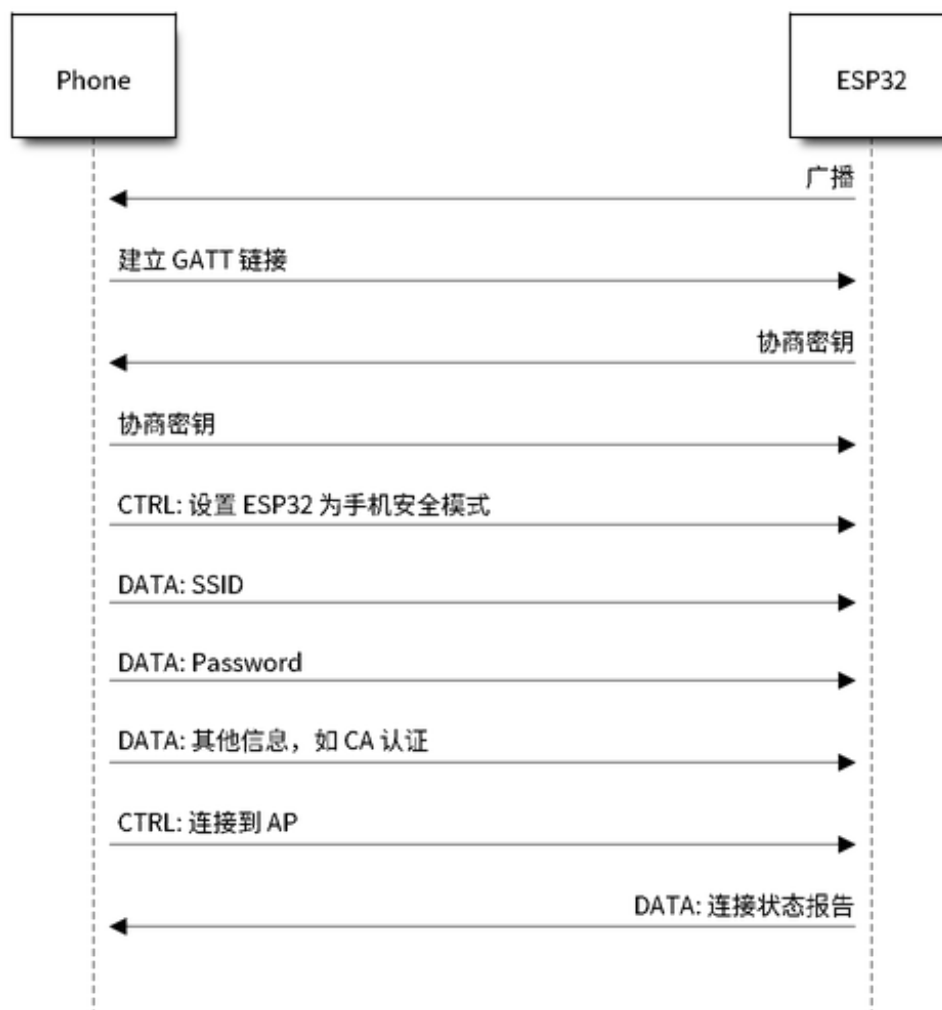 Phone
ESP32
广播
建立 GATT 链接
协商密钥
协商密钥
CTRL: 设置 ESP32 为手机安全模式
DATA: SSID
DATA: Password
DATA: 其他信息，如 CA 认证
CTRL: 连接到 AP
DATA: 连接状态报告